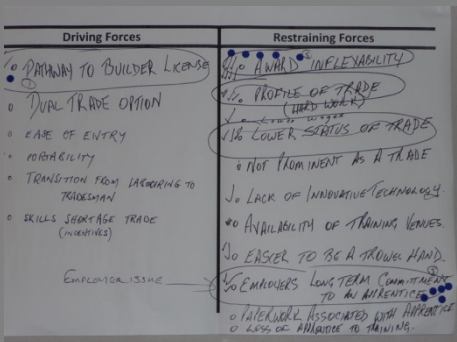 Driving Forces
PATHWAY TO BUILDER LICENSE
DUAL TRADE OPTION
EASE OF ENTRY
PORTABILITY
TRANSITION FROM LABOURING TO
TRADESMAN
SKILLS SHORTAGE TRADE
(INCENTIVES)
EMPLOYER ISSUE
Restraining Forces
AWARD INFLEXABILITY
PROFILE OF TRADE
(HARD WORK)
LOWER STATUS OF TRADE
NOT PROMINENT AS A TRADE
LACK OF INNOVATIVE TECHNOLOGY.
AVAILABILITY OF TRAINING VENUES.
EASIER TO BE A TROWEL HAND.
EMPLOYERS LONG TERM COMMITMENT
TO AN APPRENTICE
PAPERWORK ASSOCIATED WITH APPRENTICE
LOSS OF APPRENTICE TO TRAINING.